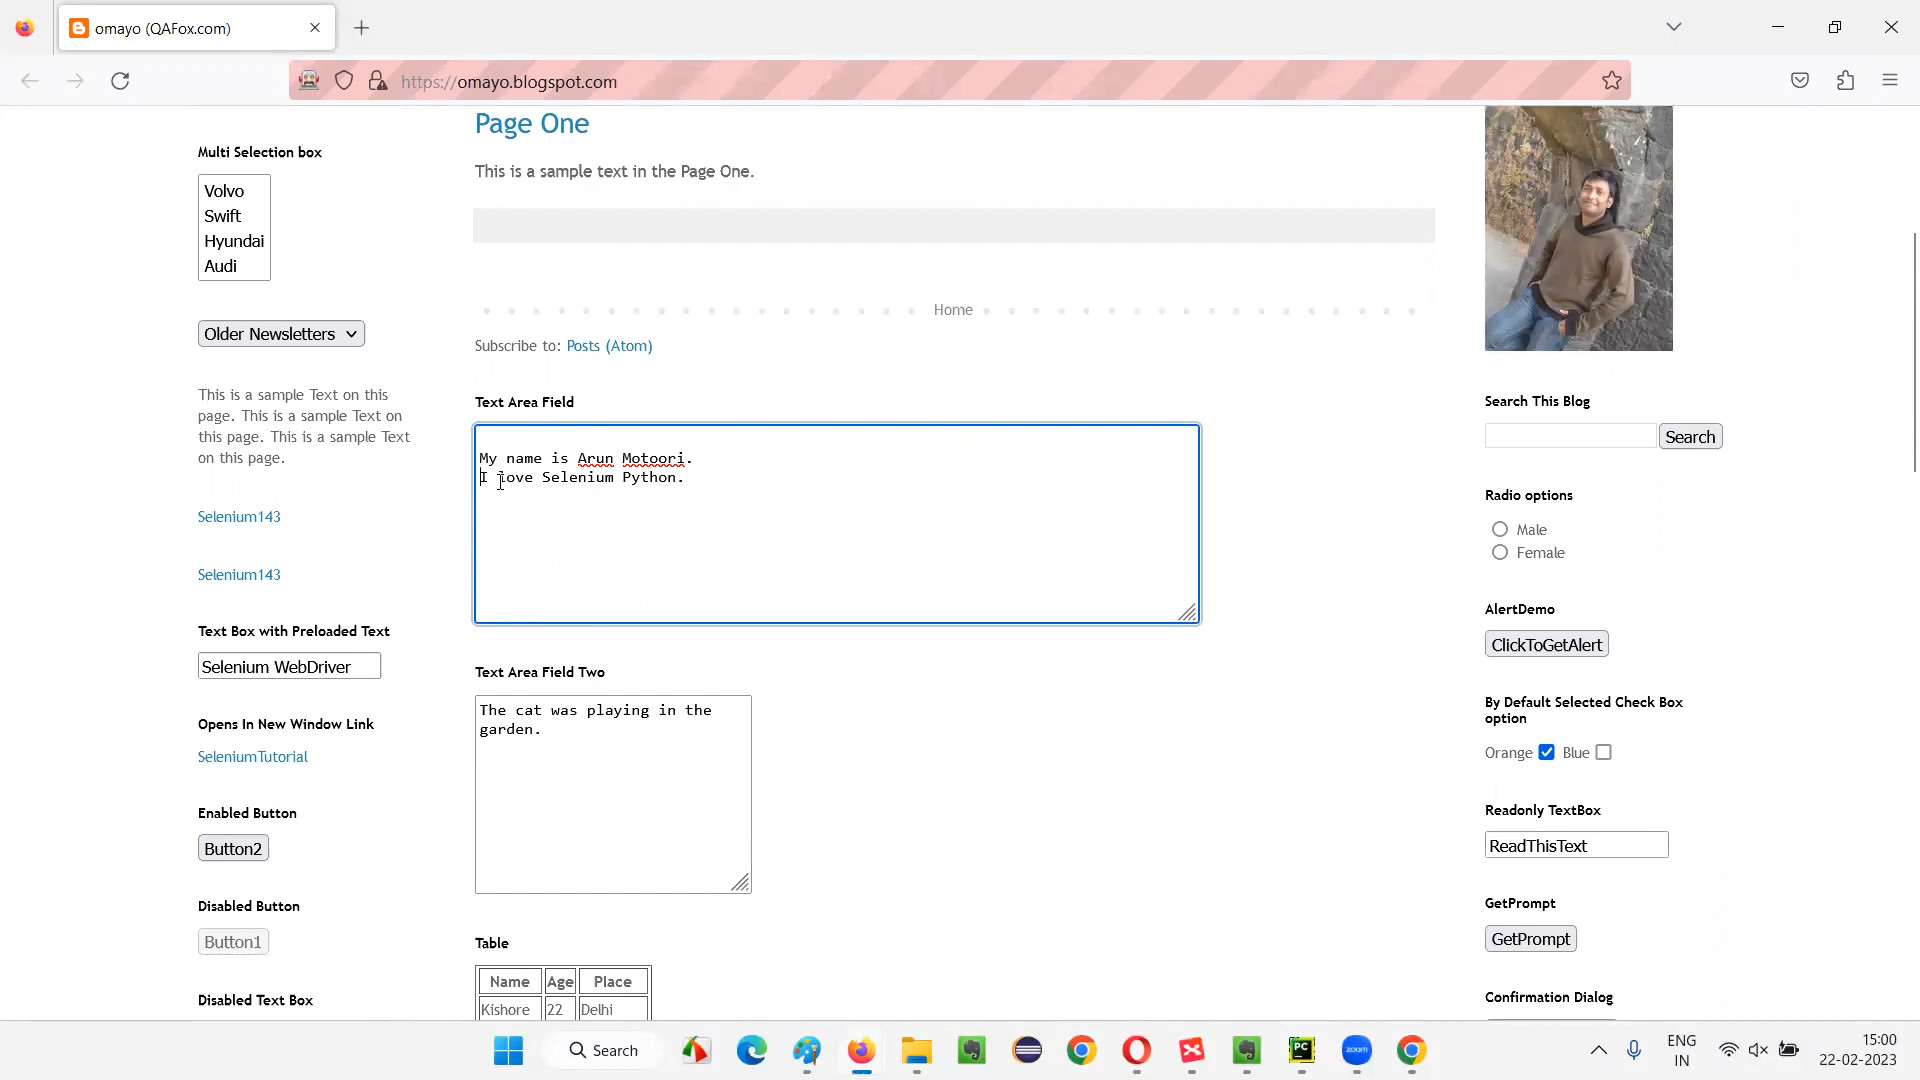 omayo (QAFox.com)
https://omayo.blogspot.com
Multi Selection box
Volvo
Swift
Hyundai
Audi
Older Newsletters
This is a sample Text on this
page. This is a sample Text on
this page. This is a sample Text
on this page.
Selenium143
Selenium143
Text Box with Preloaded Text
Selenium WebDriver
Opens In New Window Link
SeleniumTutorial
Enabled Button
Button2
Disabled Button
Button1
Disabled Text Box
Page One
This is a sample text in the Page One.
Home
Subscribe to: Posts (Atom)
Text Area Field
My name is Arun Motoori.
I love Selenium Python.
Text Area Field Two
The cat was playing in the
garden.
Table
Name Age Place
Kishore 22 Delhi
Search This Blog
Search
Radio options
Male
Female
AlertDemo
ClickToGetAlert
By Default Selected Check Box
option
Orange Blue
Readonly TextBox
ReadThisText
GetPrompt
GetPrompt
Confirmation Dialog
Search
PC
zoom
ENG
IN
15:00
22-02-2023